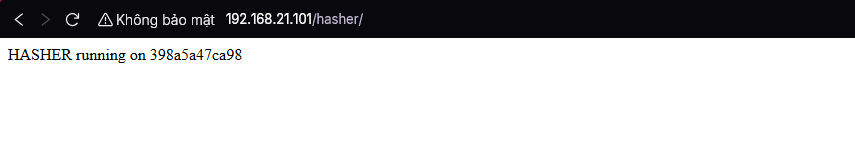 Không bảo mật 192.168.21.101/hasher/
HASHER running on 398a5a47ca98